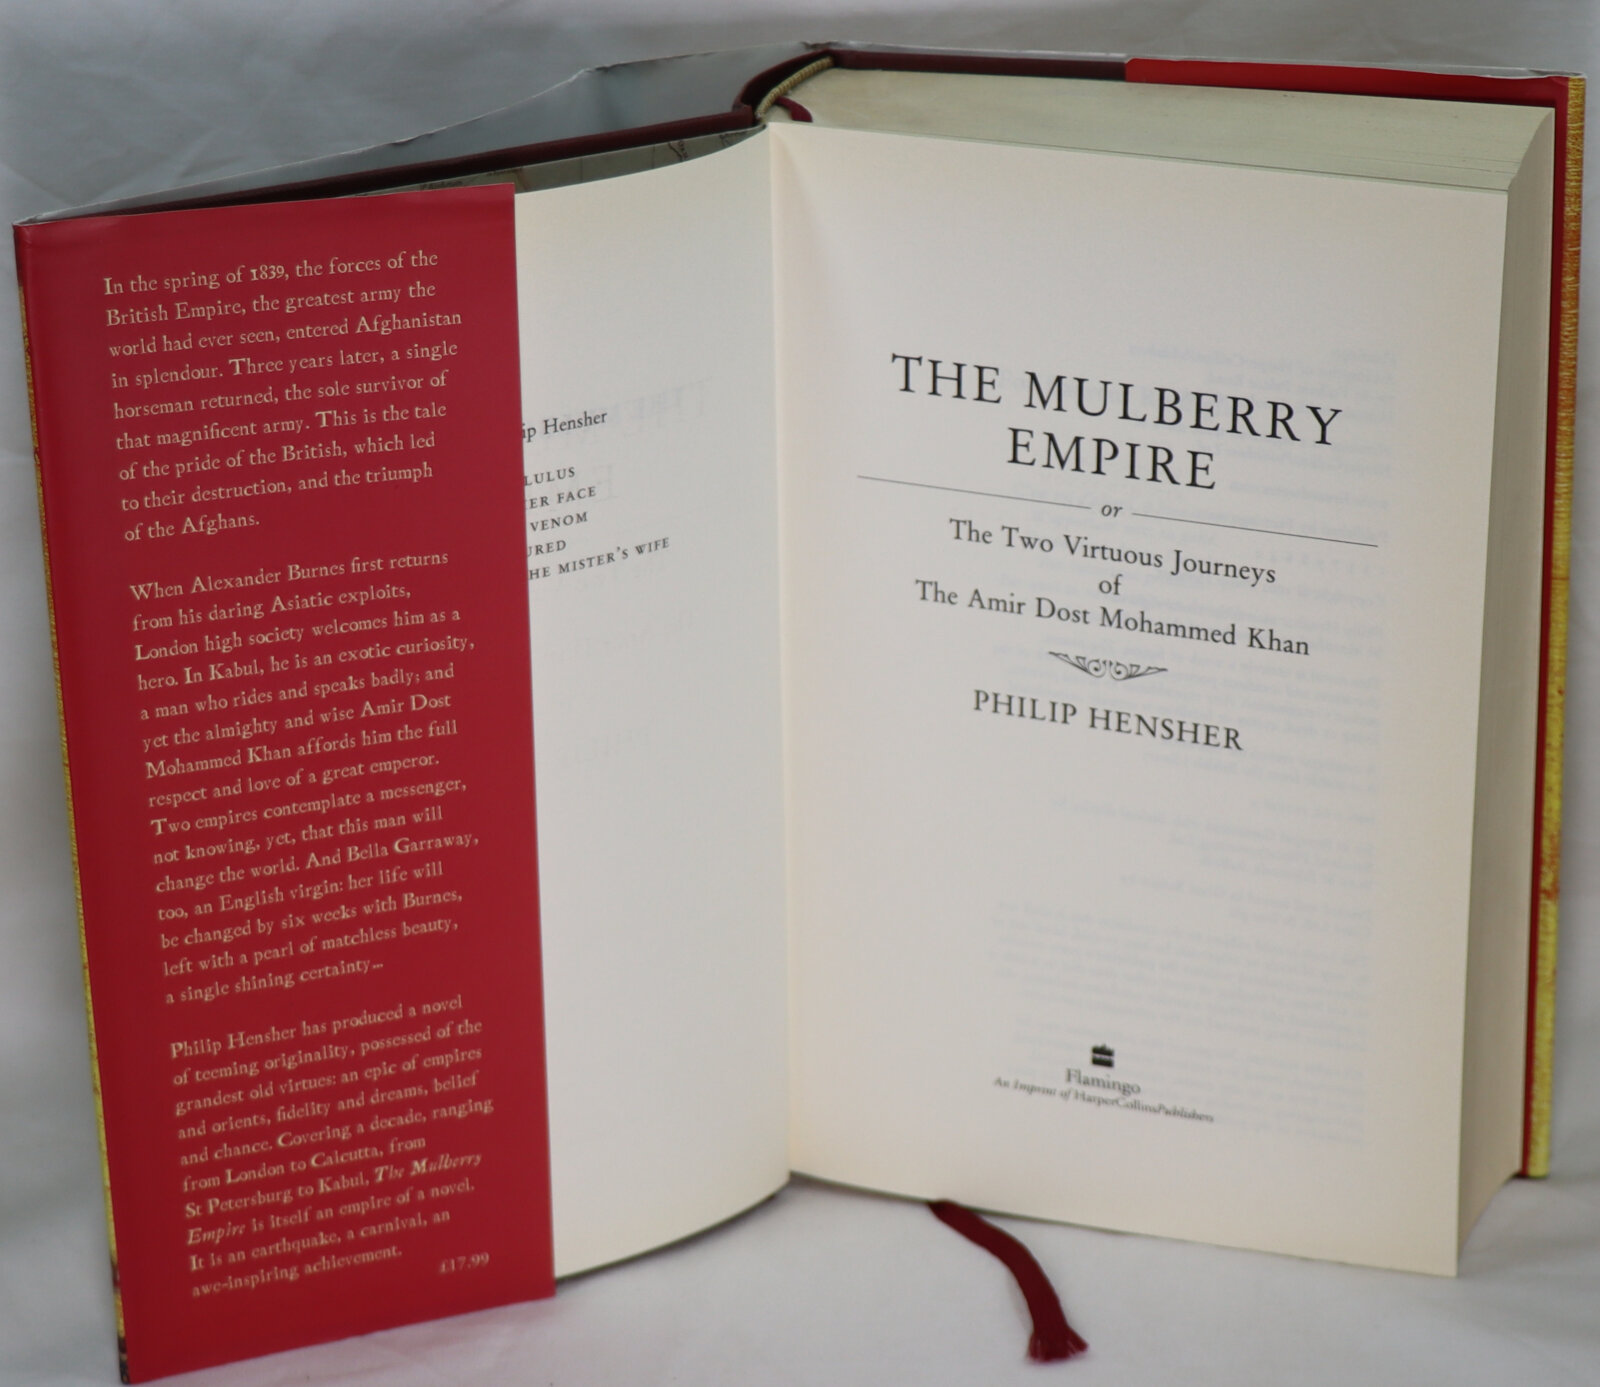 In the spring of 1839, the forces of the
British Empire, the greatest army the
world had ever seen, entered Afghanistan
in splendour. Three years later, a single
horseman returned, the sole survivor of
that magnificent army. This is the tale
of the pride of the British, which led
to their destruction, and the triumph
of the Afghans.
When Alexander Burnes first returns
from his daring Asiatic exploits,
London high society welcomes him as a
hero. In Kabul, he is an exotic curiosity,
a man who rides and speaks badly; and
yet the almighty and wise Amir Dost
Mohammed Khan affords him the full
respect and love of a great emperor.
Two empires contemplate a messenger,
not knowing, yet, that this man will
change the world. And Bella Garraway,
too, an English virgin: her life will
be changed by six weeks with Burnes,
left with a pearl of matchless beauty,
a single shining certainty...
Philip Hensher has produced a novel
of teeming originality, possessed of the
grandest old virtues: an epic of empires
and orients, fidelity and dreams, belief
and chance. Covering a decade, ranging
from London to Calcutta, from
St Petersburg to Kabul, The Mulberry
Empire is itself an empire of a novel.
It is an earthquake, a carnival, an
awe-inspiring achievement.
£17.99
ip Hensher
LULUS
ER FACE
VENOM
URED
HE MISTER'S WIFE
THE MULBERRY
EMPIRE
or
The Two Virtuous Journeys
of
The Amir Dost Mohammed Khan
PHILIP HENSHER
Flamingo
An Imprint of HarperCollinsPublishers